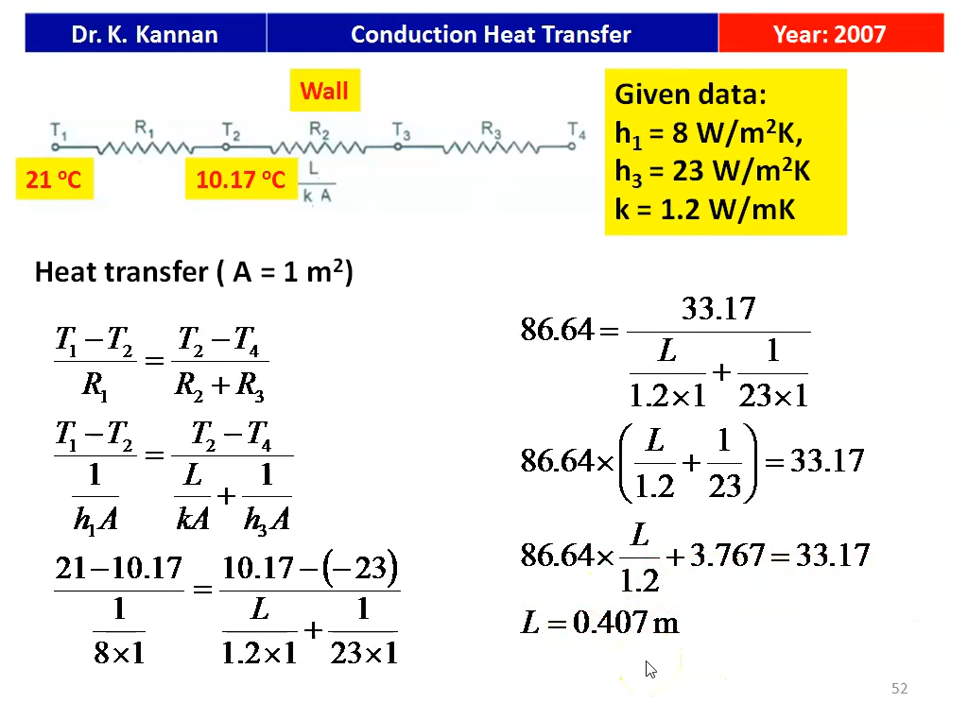 Dr. K. Kannan
Conduction Heat Transfer
Year: 2007
Wall
T₁ R₁ T₂ R₂ T₃ R₃ T₄
21 ºC
10.17 ºC
L
k A
Given data:
h₁ = 8 W/m²K,
h₃ = 23 W/m²K
k = 1.2 W/mK
Heat transfer ( A = 1 m²)
(T₁ − T₂)/R₁ = (T₂ − T₄)/(R₂ + R₃)
(T₁ − T₂)/(1/(h₁A)) = (T₂ − T₄)/(L/(kA) + 1/(h₃A))
(21 − 10.17)/(1/(8×1)) = (10.17 − (− 23))/(L/(1.2×1) + 1/(23×1))
86.64 = 33.17/(L/(1.2×1) + 1/(23×1))
86.64×(L/1.2 + 1/23) = 33.17
86.64× L/1.2 + 3.767 = 33.17
L = 0.407 m
52